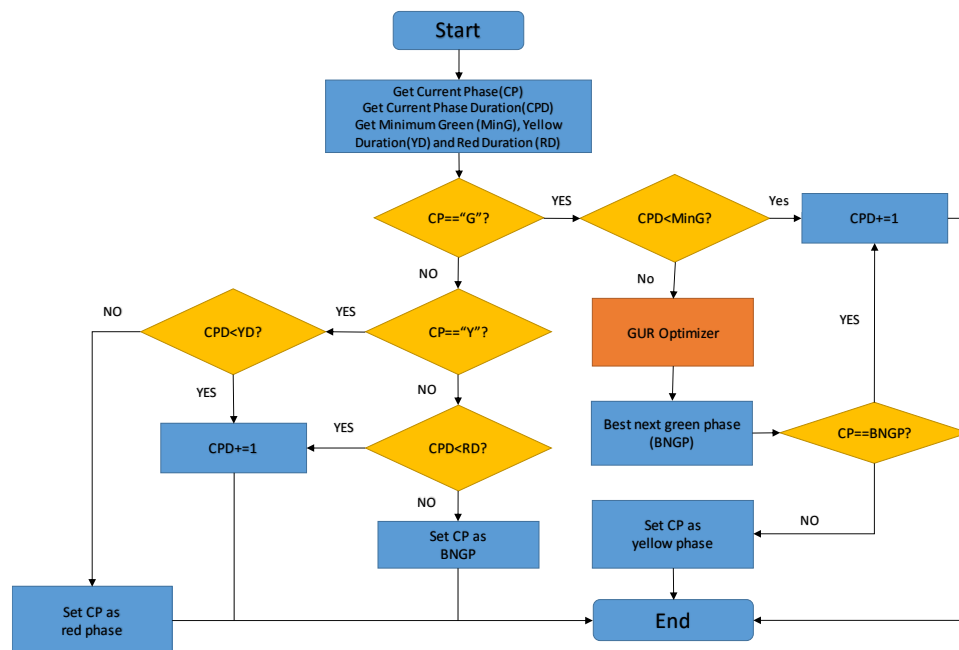 Start
Get Current Phase(CP)
Get Current Phase Duration(CPD)
Get Minimum Green (MinG), Yellow
Duration(YD) and Red Duration (RD)
CP==“G”?
YES
CPD<MinG?
Yes
CPD+=1
NO
No
NO
CPD<YD?
YES
CP==“Y”?
GUR Optimizer
YES
YES
NO
CPD+=1
YES
CPD<RD?
Best next green phase
(BNGP)
CP==BNGP?
NO
Set CP as
BNGP
Set CP as
yellow phase
NO
Set CP as
red phase
End